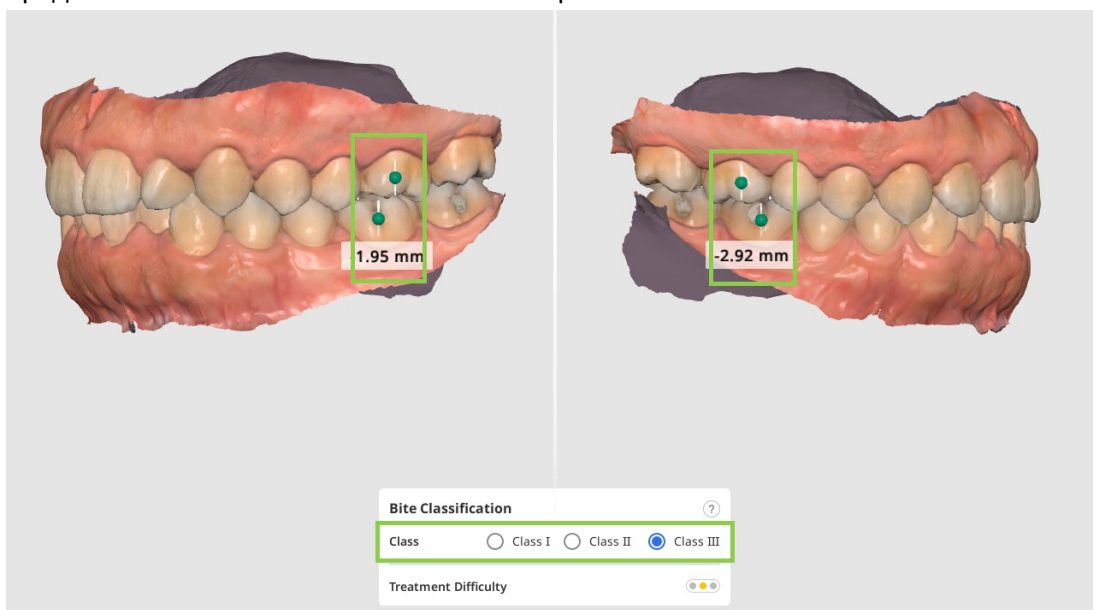 1.95 mm
-2.92 mm
Bite Classification ?
Class Class I Class II Class III
Treatment Difficulty